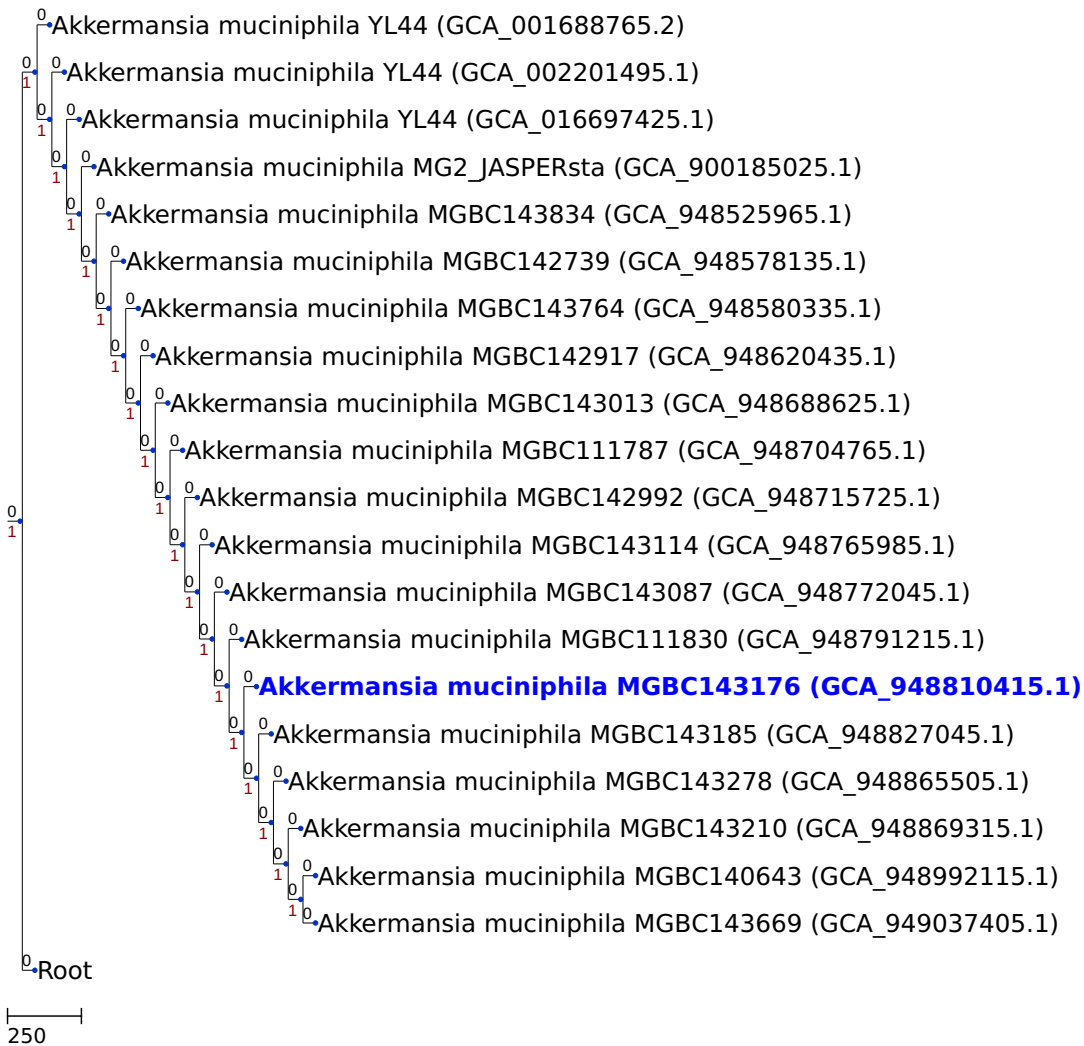 0
Akkermansia muciniphila YL44 (GCA_001688765.2)
0
1
0
Akkermansia muciniphila YL44 (GCA_002201495.1)
0
1
0
Akkermansia muciniphila YL44 (GCA_016697425.1)
0
1
0
Akkermansia muciniphila MG2_JASPERsta (GCA_900185025.1)
0
1
0
Akkermansia muciniphila MGBC143834 (GCA_948525965.1)
0
1
0
Akkermansia muciniphila MGBC142739 (GCA_948578135.1)
0
1
0
Akkermansia muciniphila MGBC143764 (GCA_948580335.1)
0
1
0
Akkermansia muciniphila MGBC142917 (GCA_948620435.1)
0
1
0
Akkermansia muciniphila MGBC143013 (GCA_948688625.1)
0
1
0
Akkermansia muciniphila MGBC111787 (GCA_948704765.1)
0
1
0
Akkermansia muciniphila MGBC142992 (GCA_948715725.1)
0
1
0
1
0
Akkermansia muciniphila MGBC143114 (GCA_948765985.1)
0
1
0
Akkermansia muciniphila MGBC143087 (GCA_948772045.1)
0
1
0
Akkermansia muciniphila MGBC111830 (GCA_948791215.1)
0
1
0
Akkermansia muciniphila MGBC143176 (GCA_948810415.1)
0
1
0
Akkermansia muciniphila MGBC143185 (GCA_948827045.1)
0
1
0
Akkermansia muciniphila MGBC143278 (GCA_948865505.1)
0
1
0
Akkermansia muciniphila MGBC143210 (GCA_948869315.1)
0
1
0
Akkermansia muciniphila MGBC140643 (GCA_948992115.1)
0
1
0
Akkermansia muciniphila MGBC143669 (GCA_949037405.1)
0
Root
250